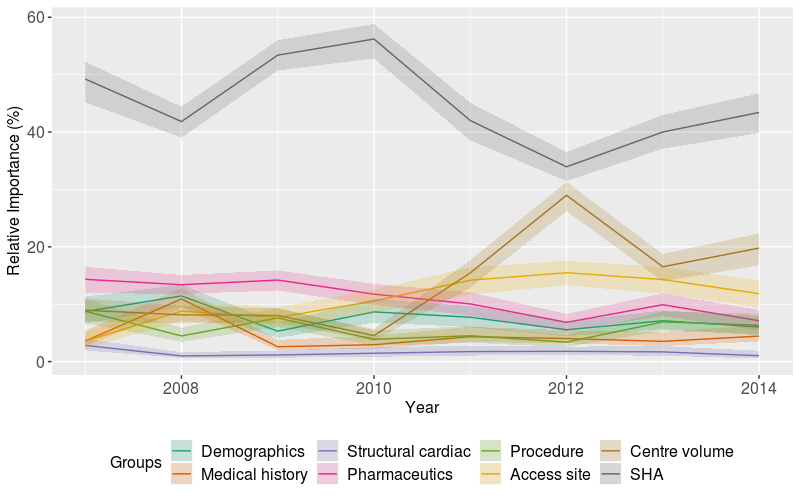 60
40
20
0
Relative Importance (%)
2008 2010 2012 2014
Year
Groups
Demographics Structural cardiac Procedure Centre volume
Medical history Pharmaceutics Access site SHA